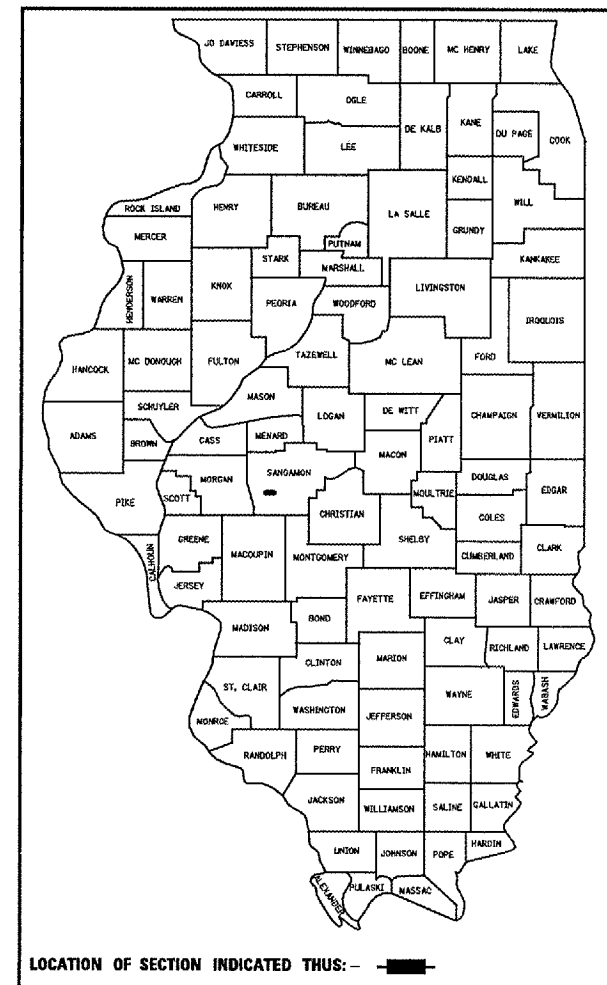 JO DAVIESS STEPHENSON WINNEBAGO BOONE MC HENRY LAKE
CARROLL OGLE DE KALB KANE DU PAGE COOK
WHITESIDE LEE
KENDALL WILL
ROCK ISLAND HENRY BUREAU LA SALLE GRUNDY
MERCER PUTNAM
STARK MARSHALL KANKAKEE
HENDERSON WARREN KNOX PEORIA WOODFORD LIVINGSTON
IROQUOIS
HANCOCK MC DONOUGH FULTON TAZEWELL MC LEAN FORD
SCHUYLER MASON
ADAMS BROWN CASS MENARD LOGAN DE WITT PIATT CHAMPAIGN VERMILION
MACON
PIKE SCOTT MORGAN SANGAMON MOULTRIE DOUGLAS EDGAR
CHRISTIAN COLES
GREENE MACOUPIN MONTGOMERY SHELBY CUMBERLAND CLARK
CALHOUN JERSEY
FAYETTE EFFINGHAM JASPER CRAWFORD
MADISON BOND
CLAY RICHLAND LAWRENCE
CLINTON MARION
ST. CLAIR WAYNE EDWARDS WABASH
WASHINGTON JEFFERSON
MONROE
RANDOLPH PERRY HAMILTON WHITE
FRANKLIN
JACKSON WILLIAMSON SALINE GALLATIN
UNION JOHNSON POPE HARDIN
ALEXANDER PULASKI MASSAC
LOCATION OF SECTION INDICATED THUS: –